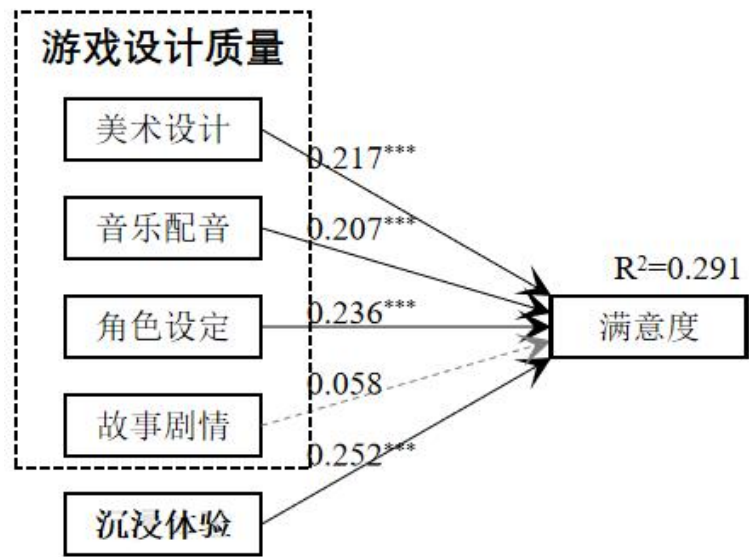 游戏设计质量
美术设计
0.217***
音乐配音
0.207***
R²=0.291
角色设定
0.236***
满意度
0.058
故事剧情
0.252***
沉浸体验